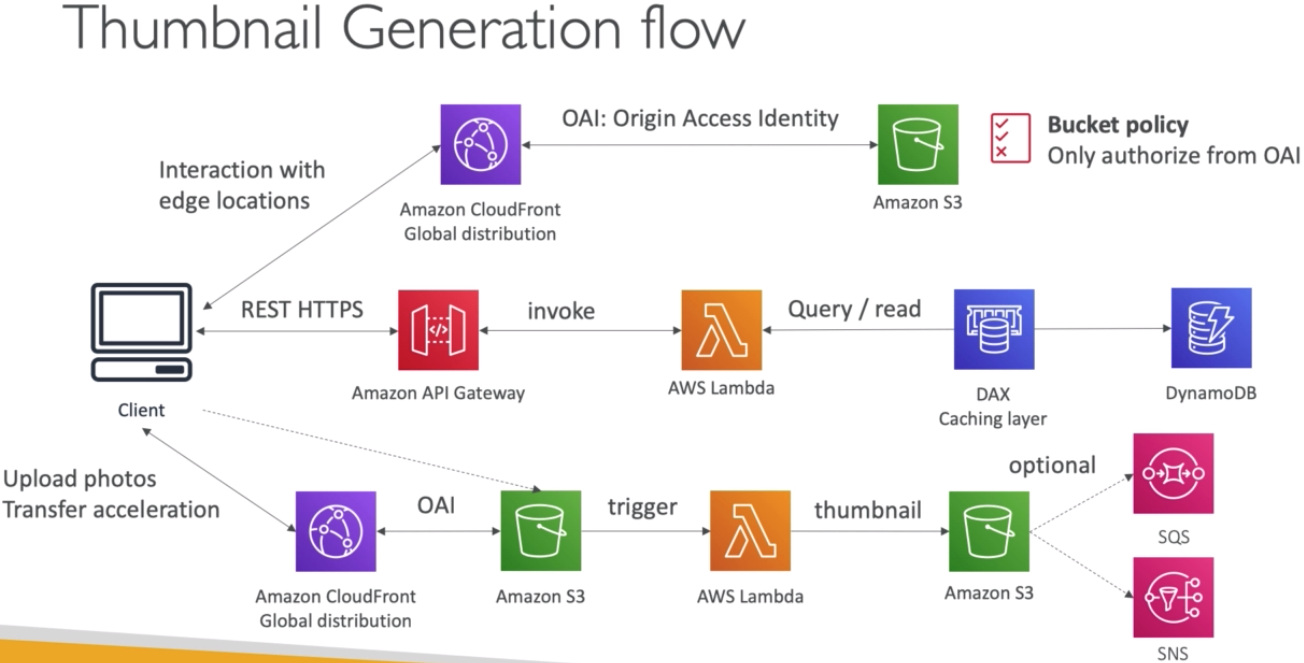 Thumbnail Generation flow
OAI: Origin Access Identity
Bucket policy
Only authorize from OAI
Interaction with
edge locations
Amazon CloudFront
Global distribution
Amazon S3
REST HTTPS
invoke
Query / read
</>
Amazon API Gateway
AWS Lambda
DAX
Caching layer
DynamoDB
Client
Upload photos
Transfer acceleration
OAI
trigger
thumbnail
optional
SQS
Amazon CloudFront
Global distribution
Amazon S3
AWS Lambda
Amazon S3
SNS